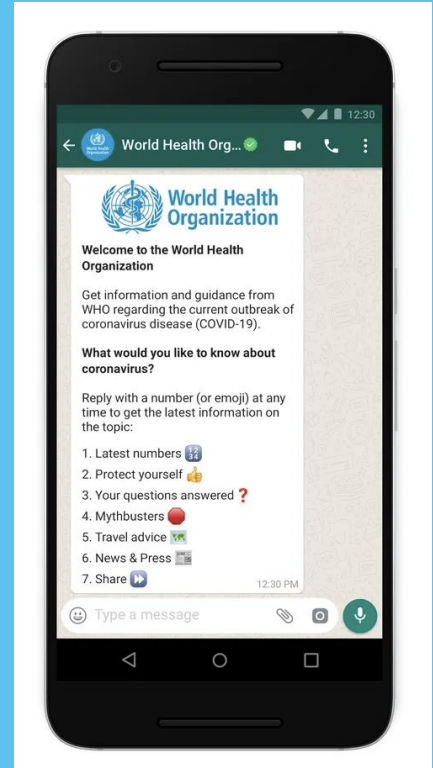 12:30
World Health Org...
World Health
Organization
Welcome to the World Health
Organization
Get information and guidance from
WHO regarding the current outbreak of
coronavirus disease (COVID-19).
What would you like to know about
coronavirus?
Reply with a number (or emoji) at any
time to get the latest information on
the topic:
1. Latest numbers 🔢
2. Protect yourself 👍
3. Your questions answered ❓
4. Mythbusters 🛑
5. Travel advice 🗺️
6. News & Press 📰
7. Share ⏩
12:30 PM
Type a message